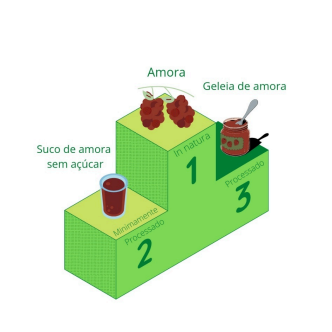 Amora
Geleia de amora
Suco de amora
sem açúcar
In natura
1
Processado
3
Minimamente
Processado
2